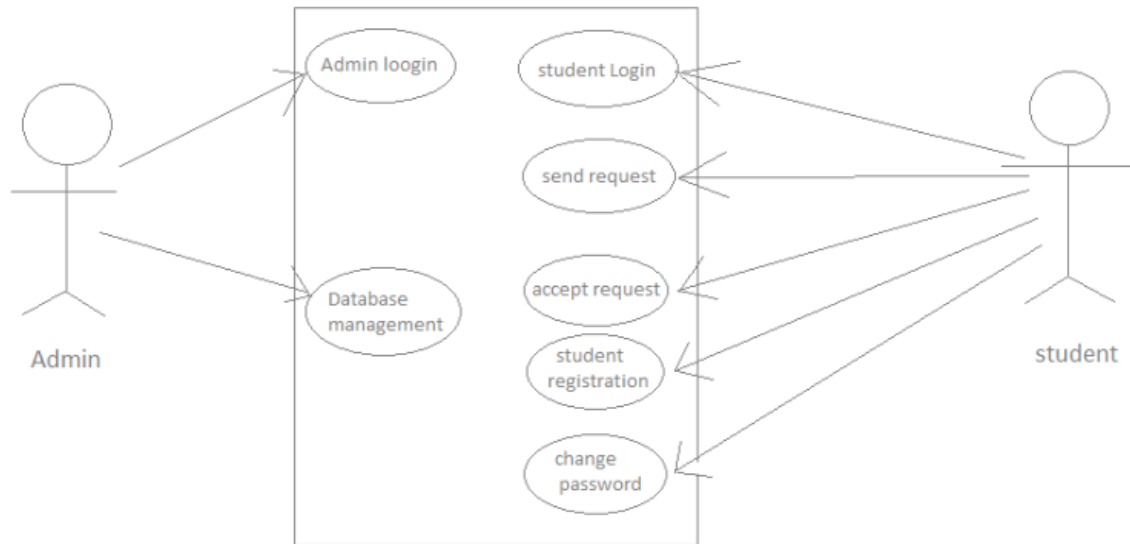 Admin loogin
student Login
send request
accept request
Database
management
student
registration
change
password
Admin
student